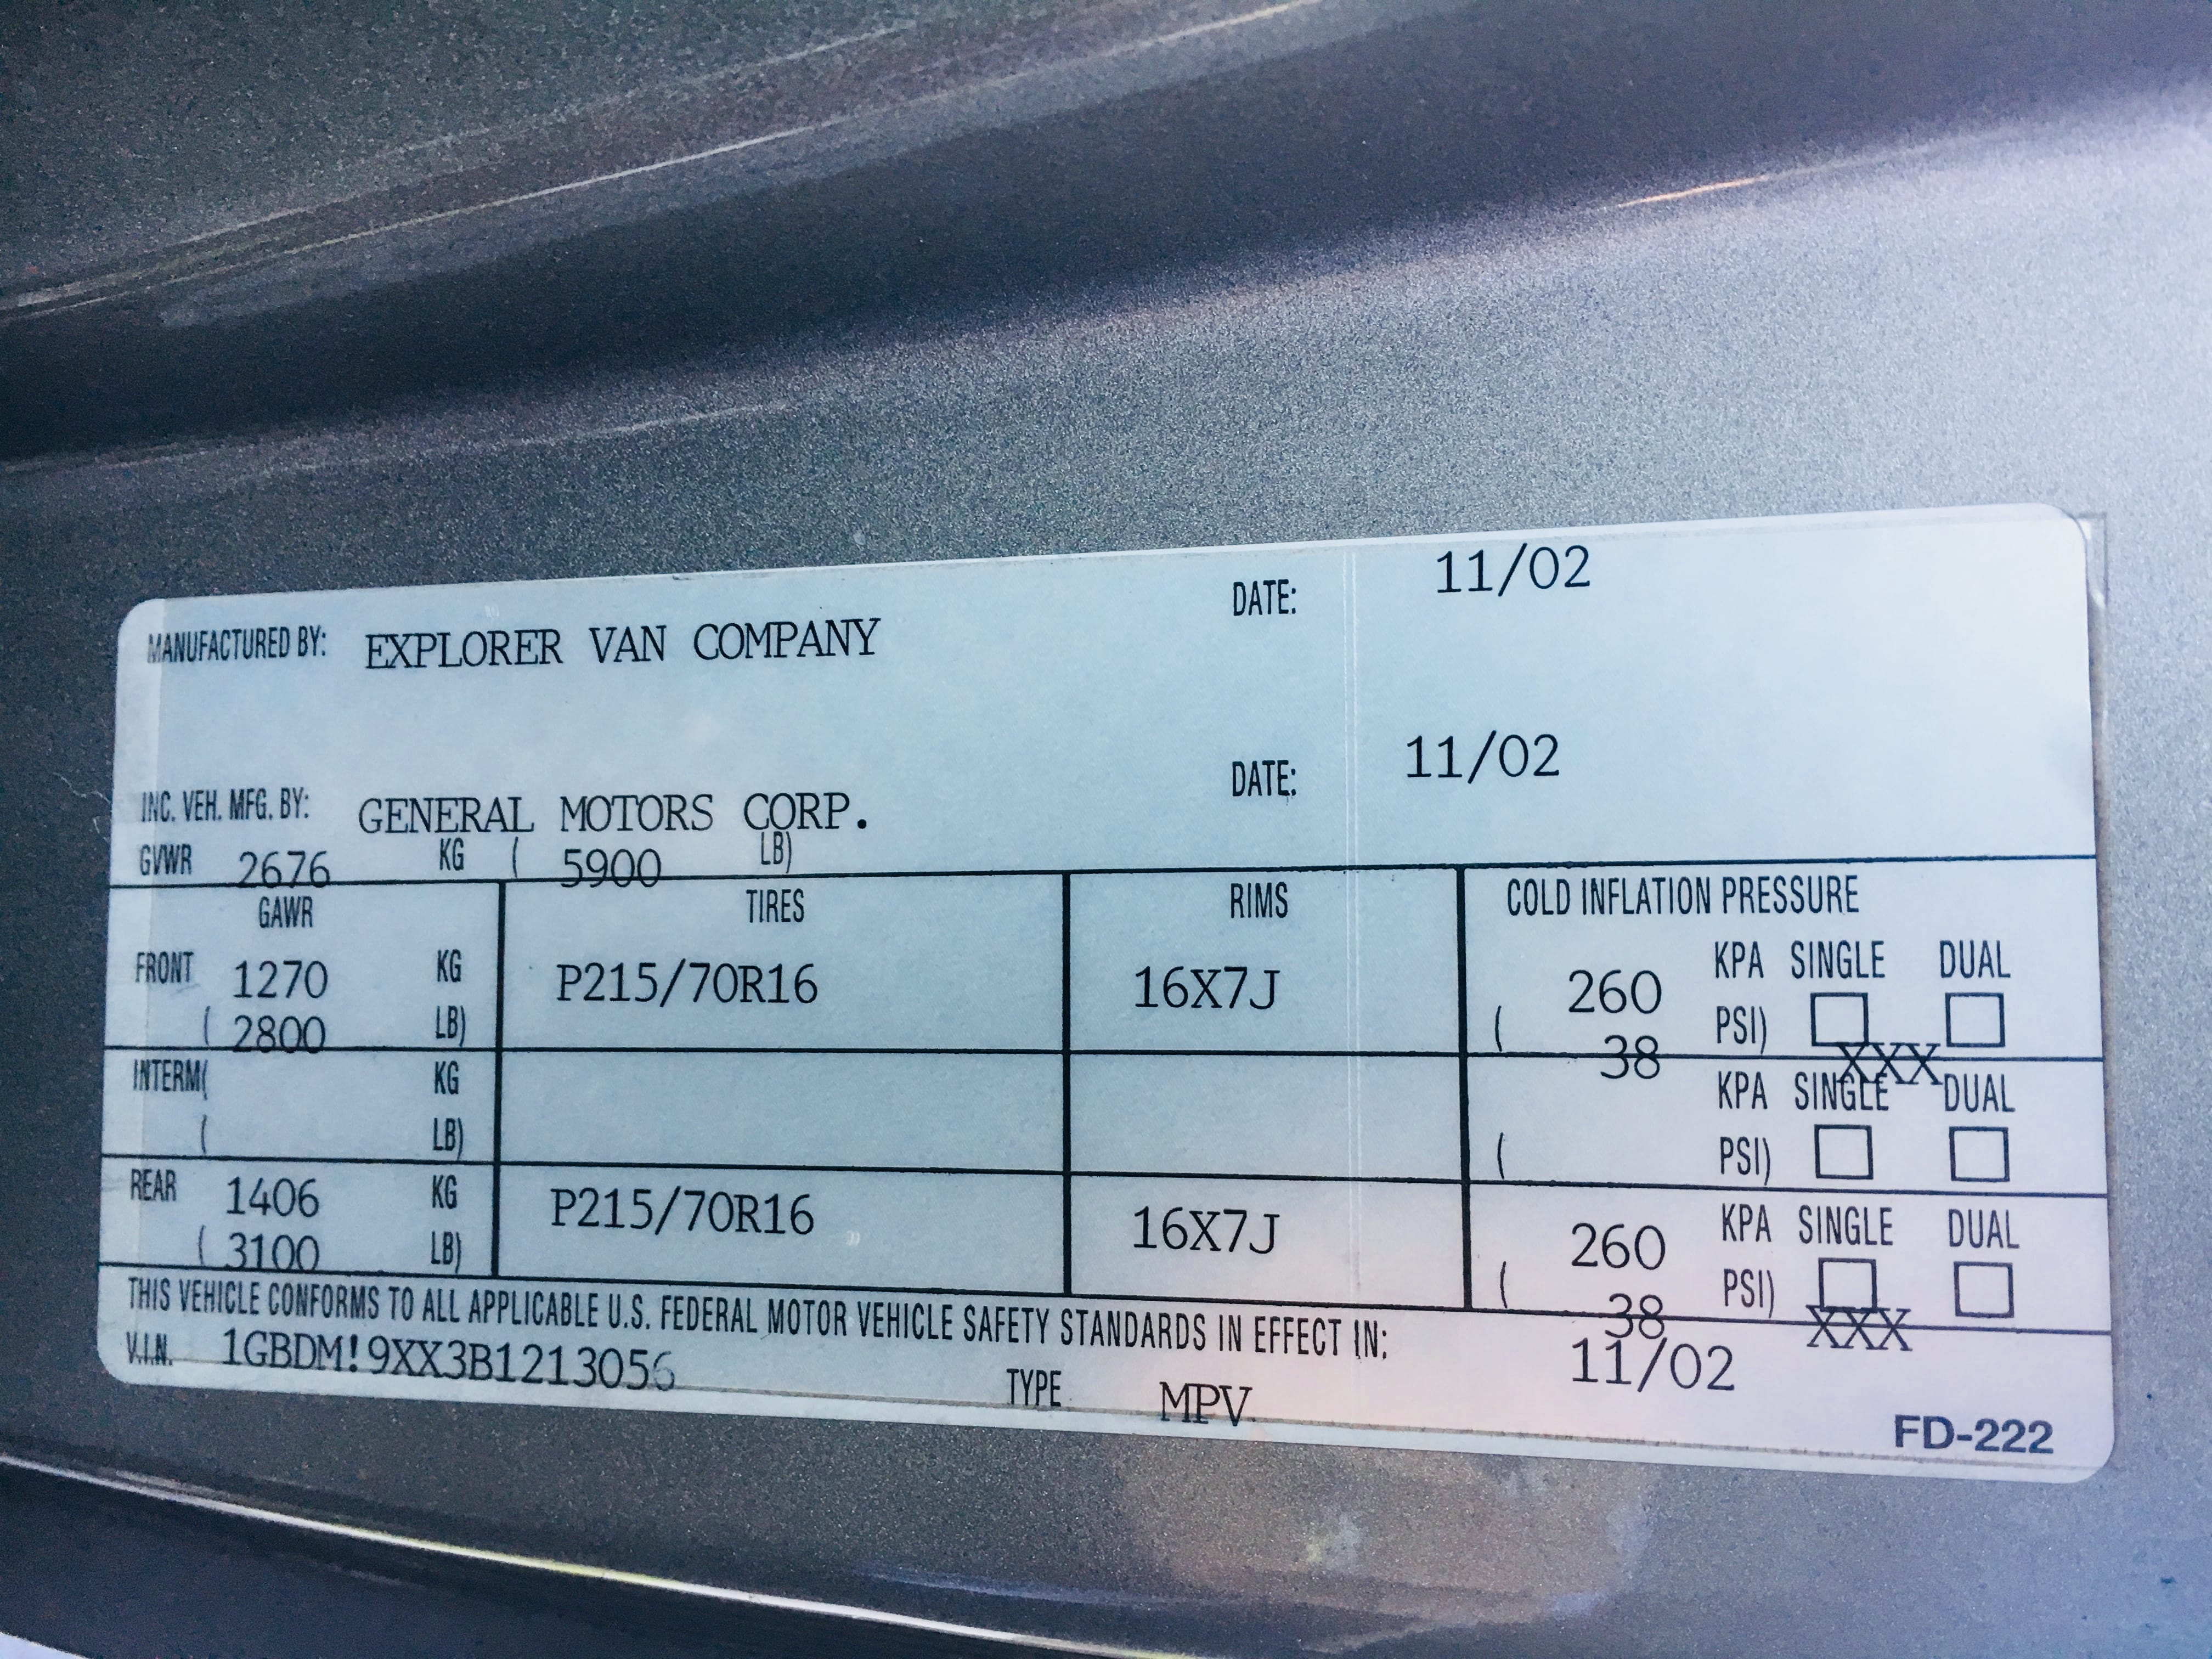 MANUFACTURED BY: EXPLORER VAN COMPANY DATE: 11/02
INC. VEH. MFG. BY: GENERAL MOTORS CORP. DATE: 11/02
GVWR 2676 KG ( 5900 LB)
GAWR TIRES RIMS COLD INFLATION PRESSURE
FRONT 1270 KG P215/70R16 16X7J 260 KPA SINGLE DUAL
( 2800 LB) ( 38 PSI) XXX
INTERM( KG KPA SINGLE DUAL
( LB) ( PSI)
REAR 1406 KG P215/70R16 16X7J 260 KPA SINGLE DUAL
( 3100 LB) ( 38 PSI) XXX
THIS VEHICLE CONFORMS TO ALL APPLICABLE U.S. FEDERAL MOTOR VEHICLE SAFETY STANDARDS IN EFFECT IN: 11/02
V.I.N. 1GBDM!9XX3B1213056 TYPE MPV
FD-222